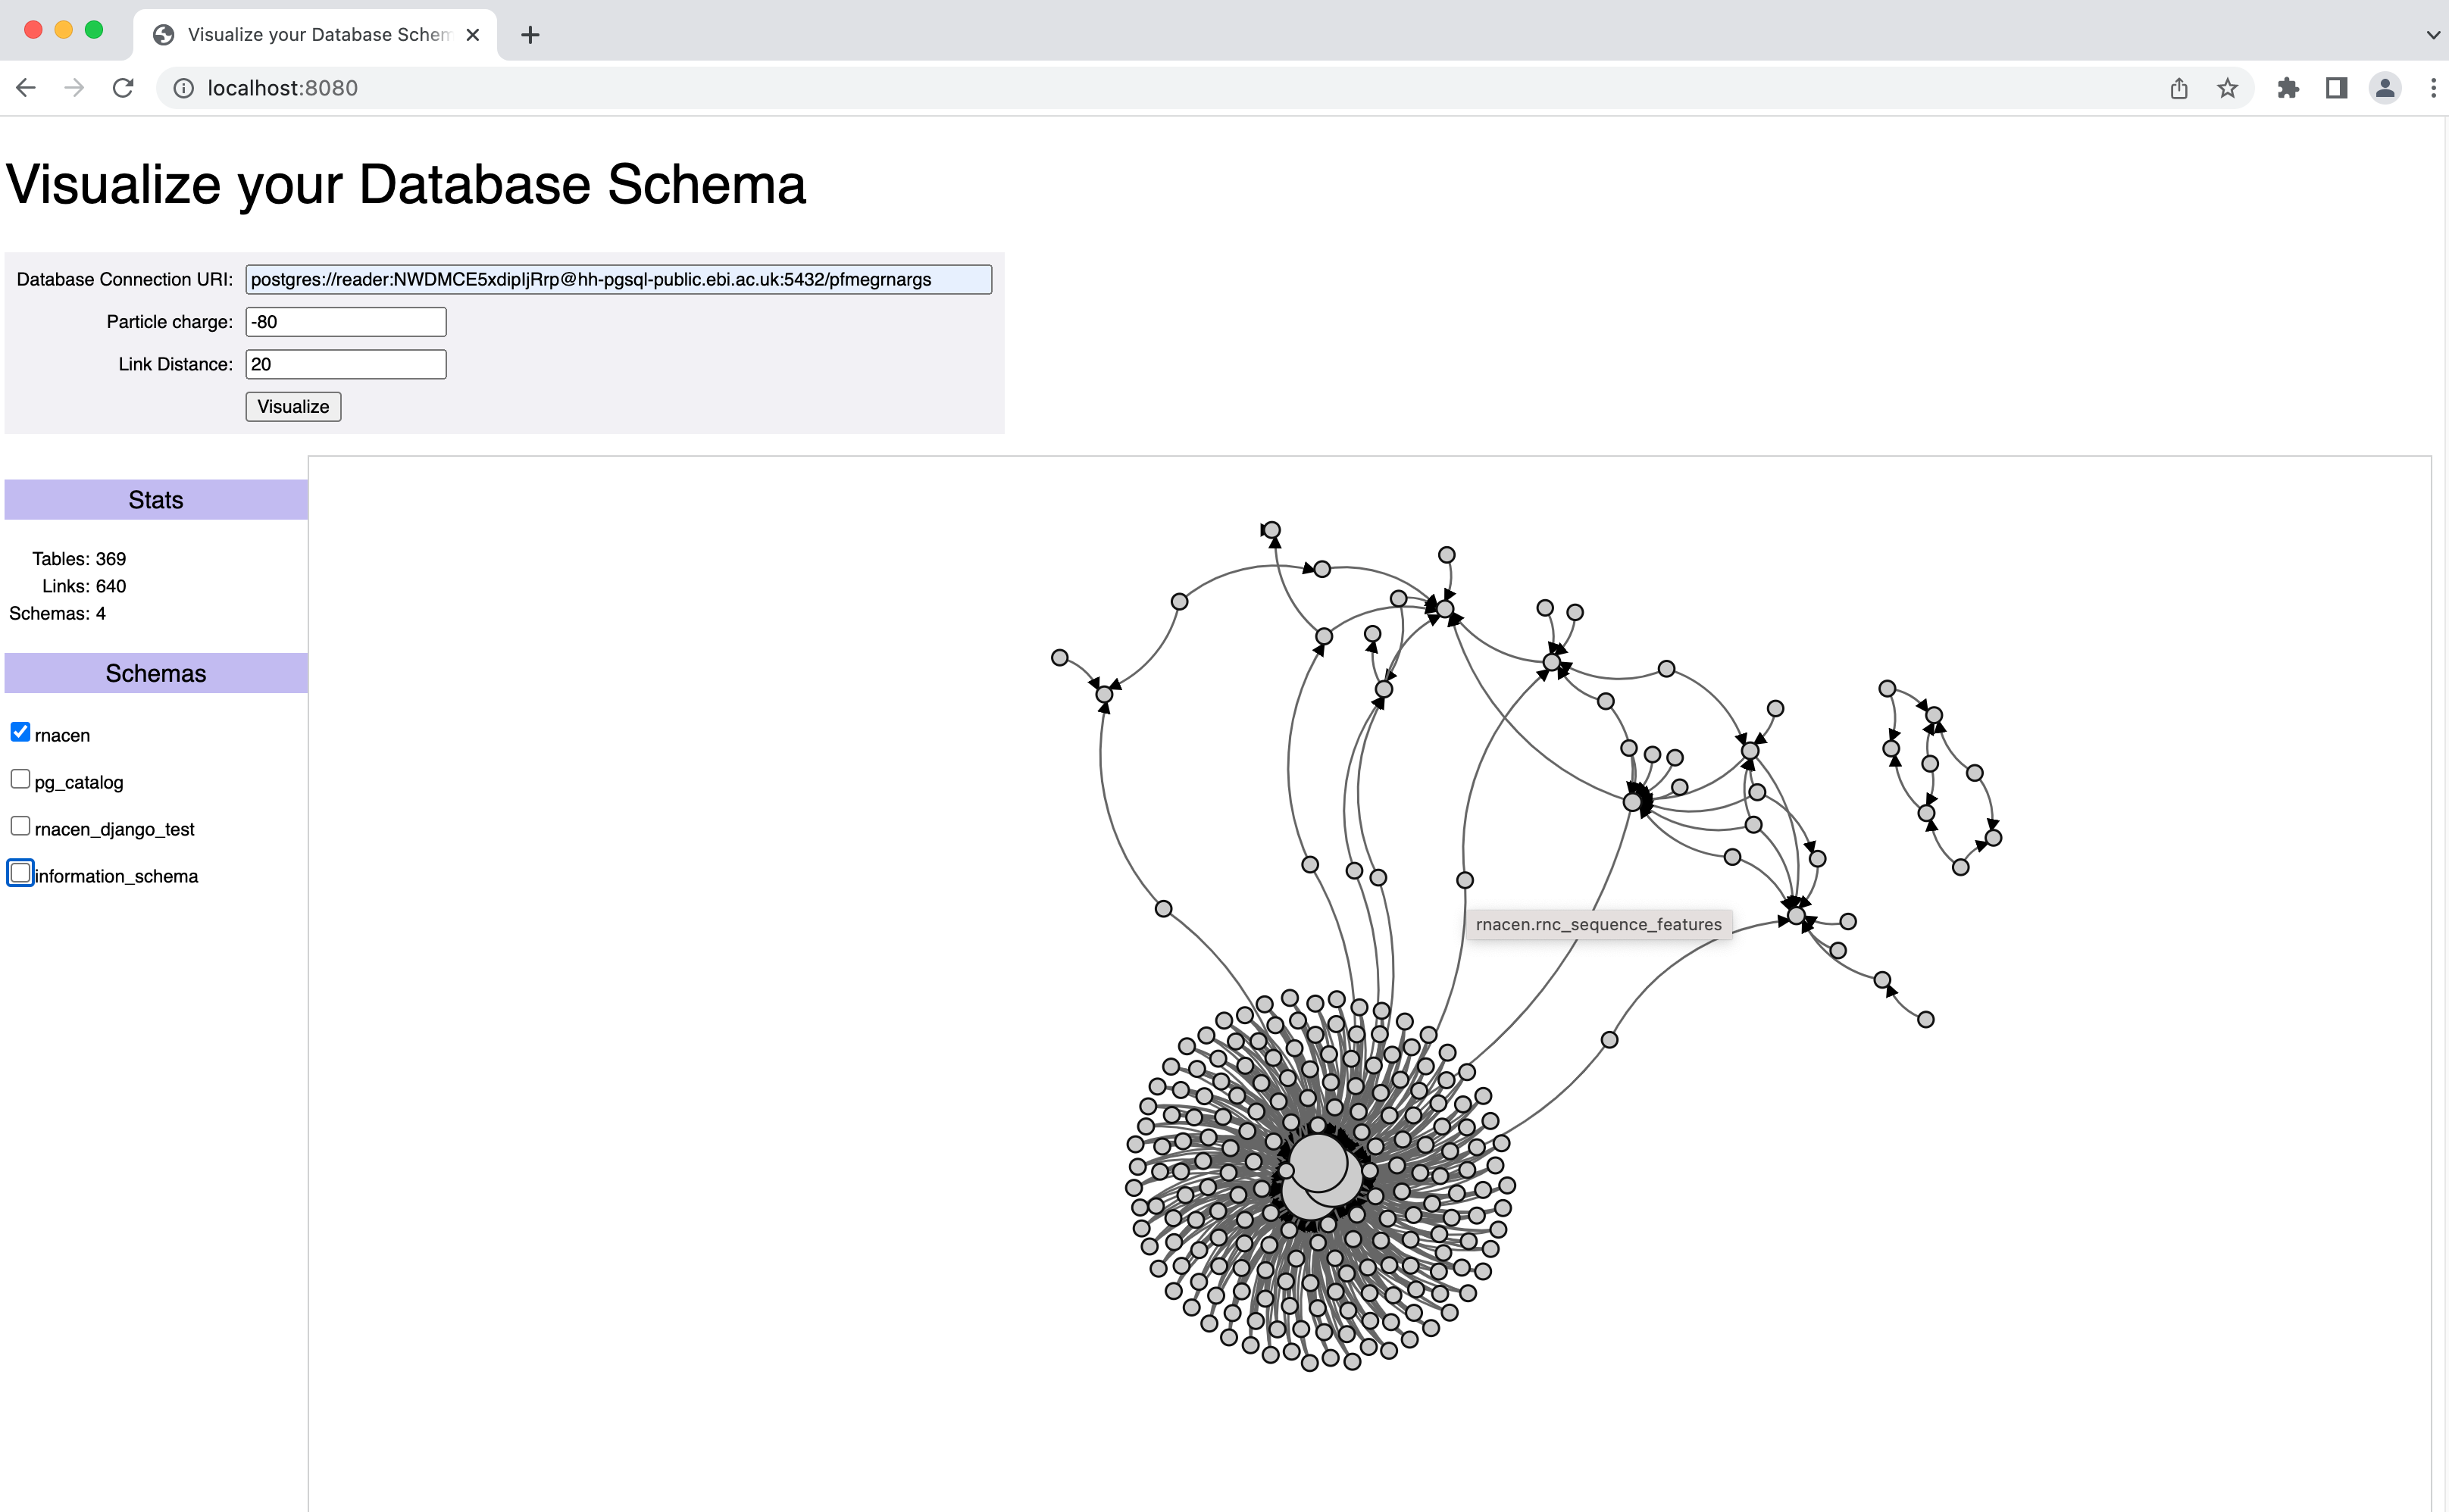 Visualize your Database Schem
localhost:8080
Visualize your Database Schema
Database Connection URI: postgres://reader:NWDMCE5xdipIjRrp@hh-pgsql-public.ebi.ac.uk:5432/pfmegrnargs
Particle charge: -80
Link Distance: 20
Visualize
Stats
Tables: 369
Links: 640
Schemas: 4
Schemas
rnacen
pg_catalog
rnacen_django_test
information_schema
rnacen.rnc_sequence_features